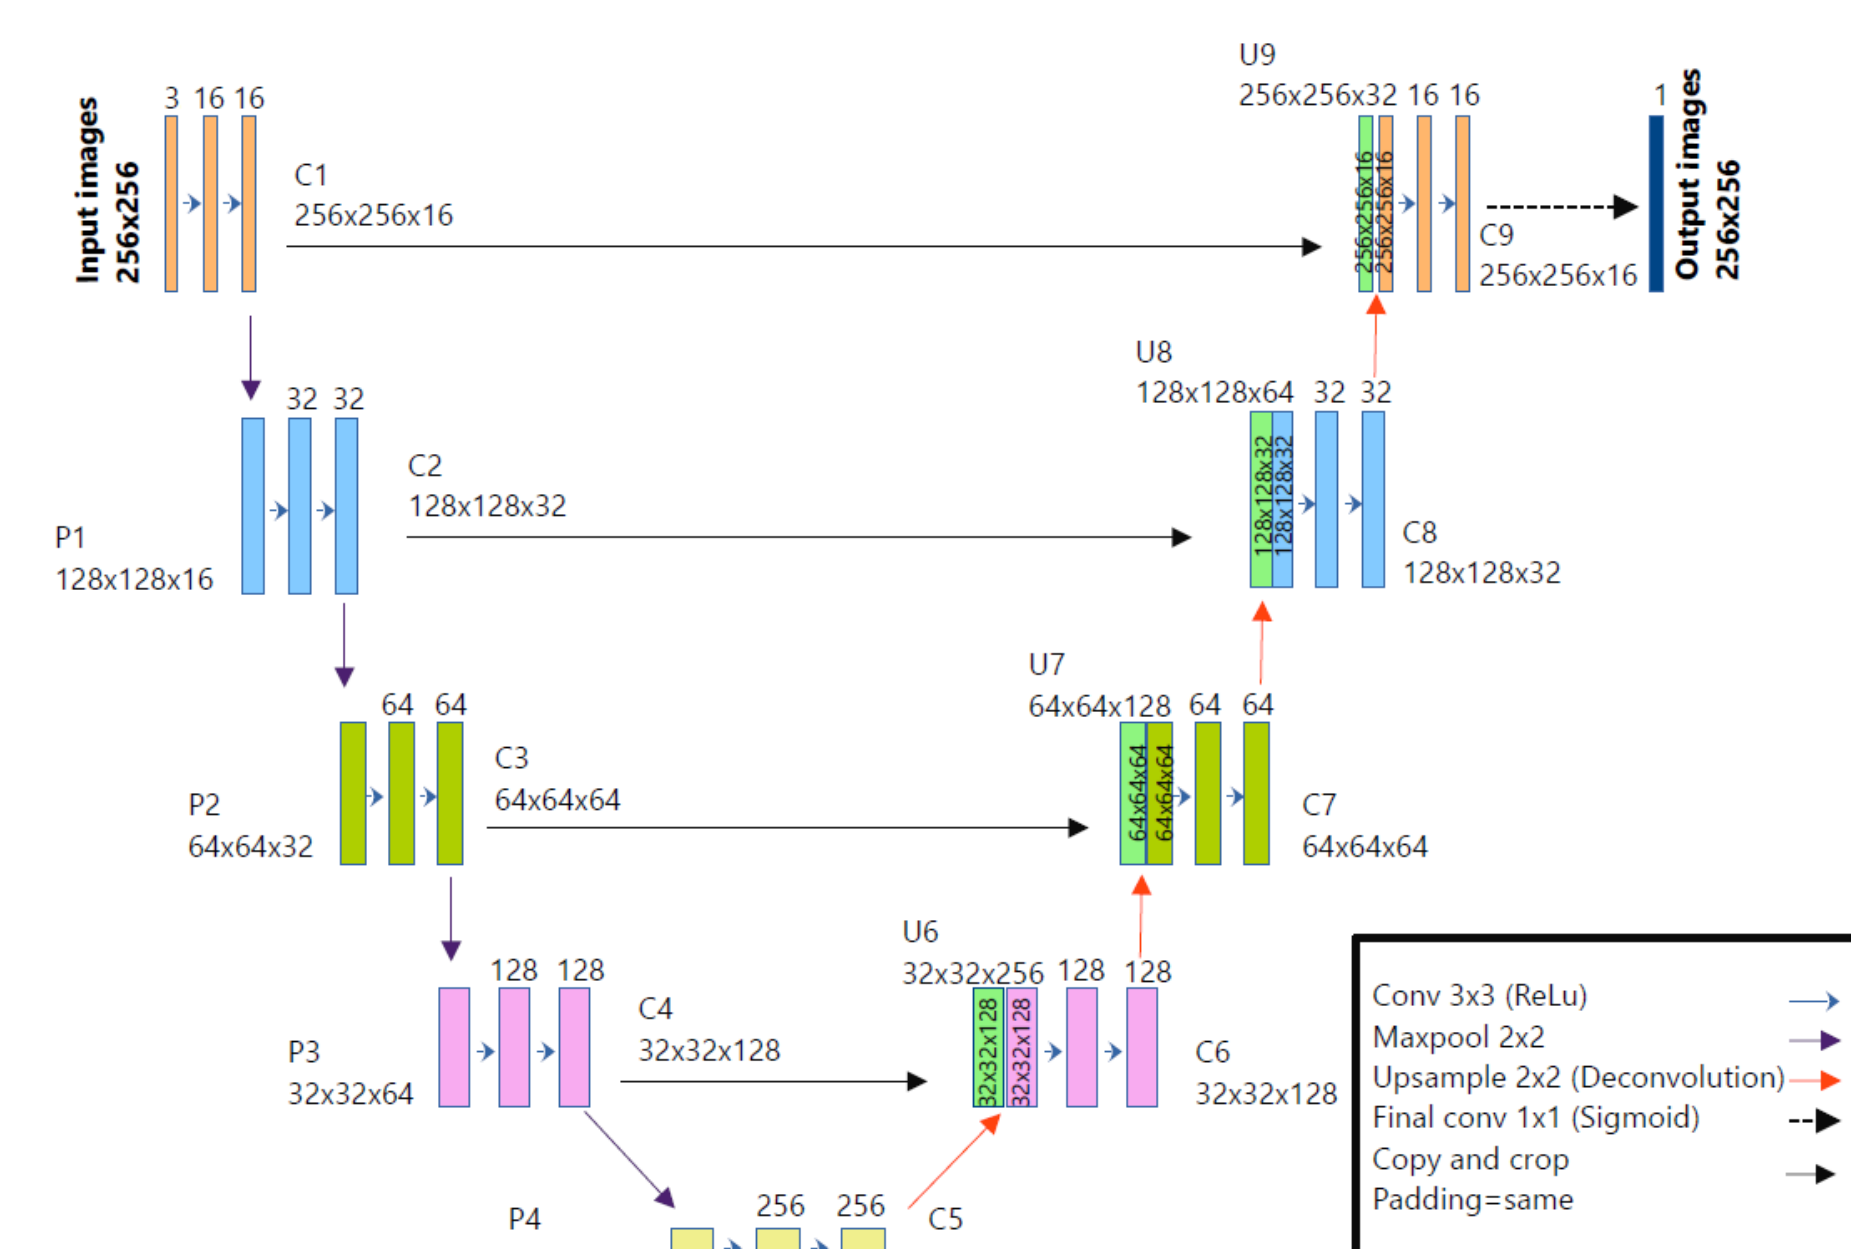 Input images
256x256
3 16 16
C1
256x256x16
U9
256x256x32 16 16
256x256x16
256x256x16
C9
256x256x16
1
Output images
256x256
P1
128x128x16
32 32
C2
128x128x32
U8
128x128x64 32 32
128x128x32
128x128x32
C8
128x128x32
P2
64x64x32
64 64
C3
64x64x64
U7
64x64x128 64 64
64x64x64
64x64x64
C7
64x64x64
P3
32x32x64
128 128
C4
32x32x128
U6
32x32x256 128 128
32x32x128
32x32x128
C6
32x32x128
P4
256 256
C5
Conv 3x3 (ReLu)
Maxpool 2x2
Upsample 2x2 (Deconvolution)
Final conv 1x1 (Sigmoid)
Copy and crop
Padding=same